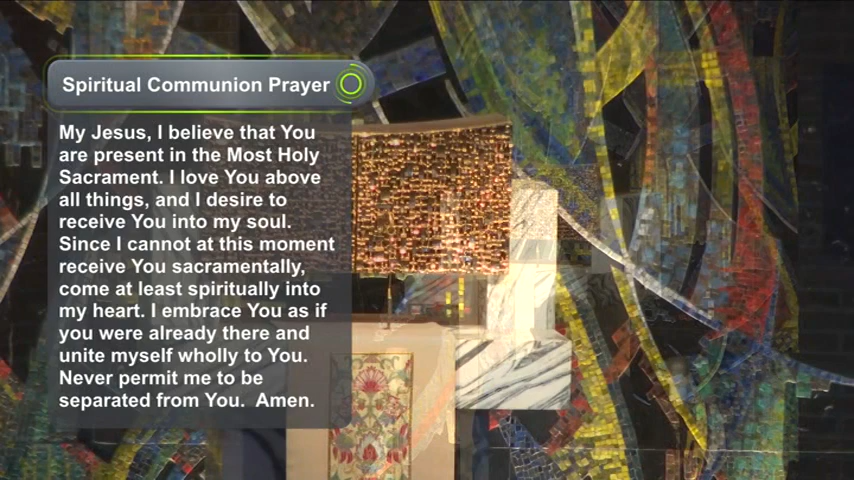 Spiritual Communion Prayer
My Jesus, I believe that You
are present in the Most Holy
Sacrament. I love You above
all things, and I desire to
receive You into my soul.
Since I cannot at this moment
receive You sacramentally,
come at least spiritually into
my heart. I embrace You as if
you were already there and
unite myself wholly to You.
Never permit me to be
separated from You.  Amen.